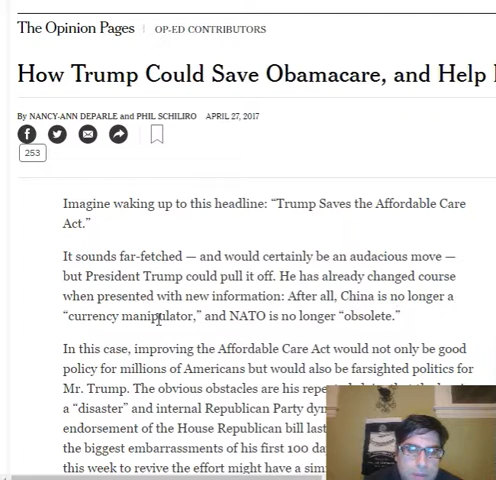 The Opinion Pages | OP-ED CONTRIBUTORS
How Trump Could Save Obamacare, and Help
By NANCY-ANN DEPARLE and PHIL SCHILIRO APRIL 27, 2017
253
Imagine waking up to this headline: “Trump Saves the Affordable Care
Act.”
It sounds far-fetched — and would certainly be an audacious move —
but President Trump could pull it off. He has already changed course
when presented with new information: After all, China is no longer a
“currency manipulator,” and NATO is no longer “obsolete.”
In this case, improving the Affordable Care Act would not only be good
policy for millions of Americans but would also be farsighted politics for
Mr. Trump. The obvious obstacles are his
a “disaster” and internal Republican Party
endorsement of the House Republican bill last
the biggest embarrassments of his first 100
this week to revive the effort might have a